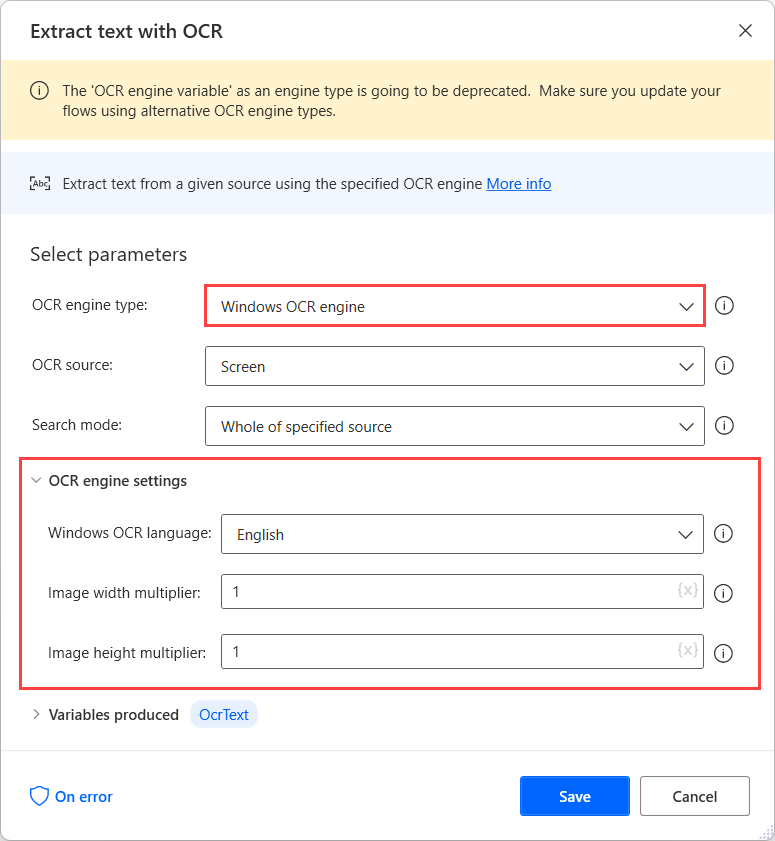 Extract text with OCR
The 'OCR engine variable' as an engine type is going to be deprecated.  Make sure you update your
flows using alternative OCR engine types.
Abc Extract text from a given source using the specified OCR engine More info
Select parameters
OCR engine type: Windows OCR engine
OCR source: Screen
Search mode: Whole of specified source
OCR engine settings
Windows OCR language: English
Image width multiplier: 1 {x}
Image height multiplier: 1 {x}
Variables produced OcrText
On error Save Cancel